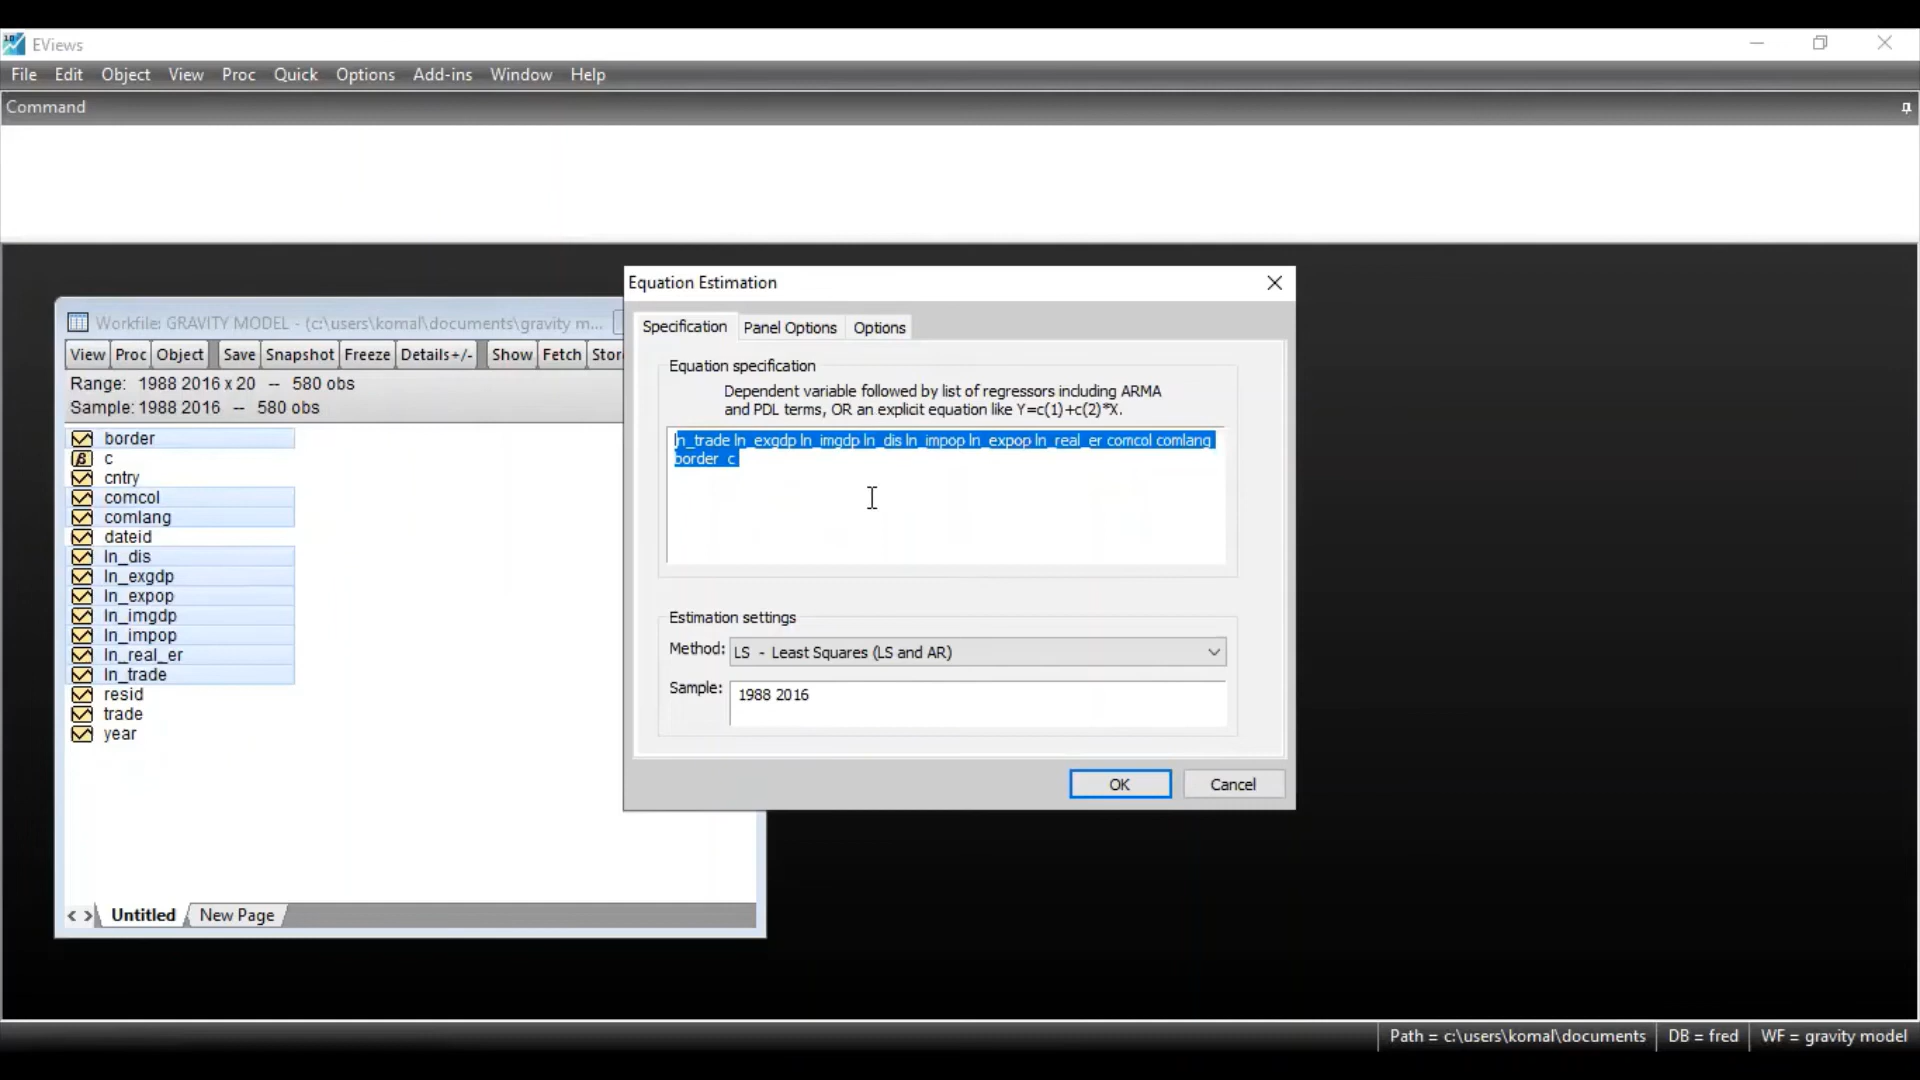 EViews
File Edit Object View Proc Quick Options Add-ins Window Help
Command
Workfile: GRAVITY MODEL - (c:\users\komal\documents\gravity m...
View Proc Object Save Snapshot Freeze Details+/- Show Fetch Stor
Range: 1988 2016 x 20 -- 580 obs
Sample: 1988 2016 -- 580 obs
border
c
cntry
comcol
comlang
dateid
ln_dis
ln_exgdp
ln_expop
ln_imgdp
ln_impop
ln_real_er
ln_trade
resid
trade
year
Untitled New Page
Equation Estimation
Specification Panel Options Options
Equation specification
Dependent variable followed by list of regressors including ARMA
and PDL terms, OR an explicit equation like Y=c(1)+c(2)*X.
ln_trade ln_exgdp ln_imgdp ln_dis ln_impop ln_expop ln_real_er comcol comlang
border c
Estimation settings
Method: LS - Least Squares (LS and AR)
Sample: 1988 2016
OK Cancel
Path = c:\users\komal\documents DB = fred WF = gravity model